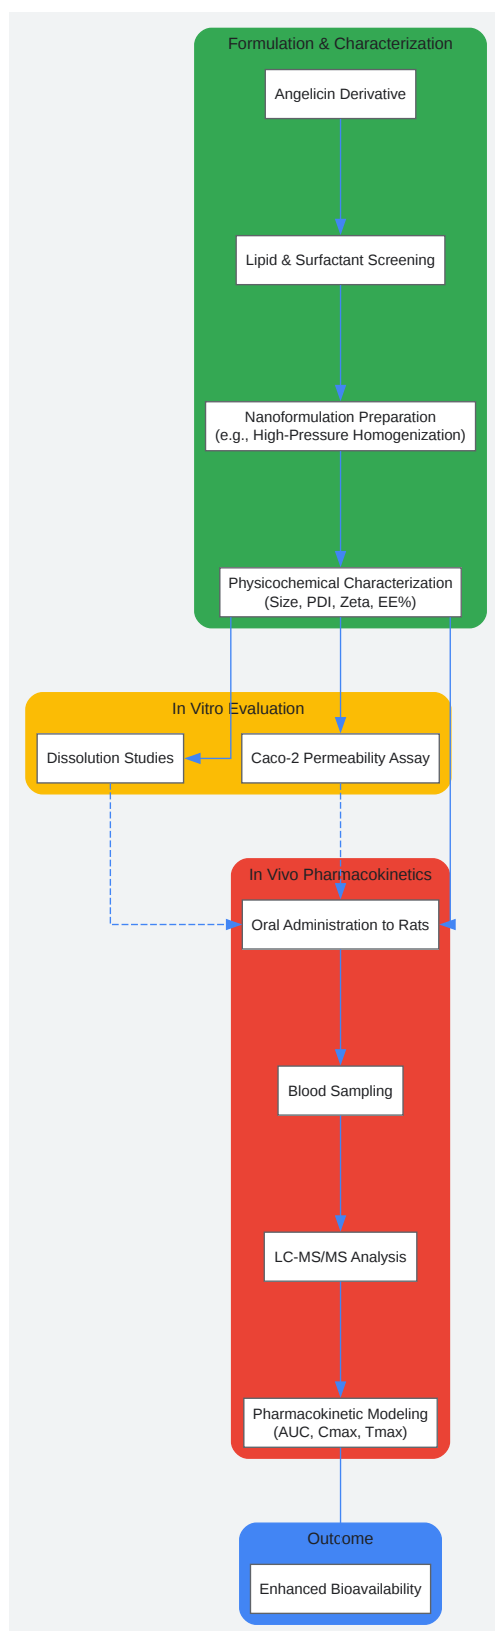 Formulation & Characterization
Angelicin Derivative
Lipid & Surfactant Screening
Nanoformulation Preparation
(e.g., High-Pressure Homogenization)
Physicochemical Characterization
(Size, PDI, Zeta, EE%)
In Vitro Evaluation
Dissolution Studies
Caco-2 Permeability Assay
In Vivo Pharmacokinetics
Oral Administration to Rats
Blood Sampling
LC-MS/MS Analysis
Pharmacokinetic Modeling
(AUC, Cmax, Tmax)
Outcome
Enhanced Bioavailability